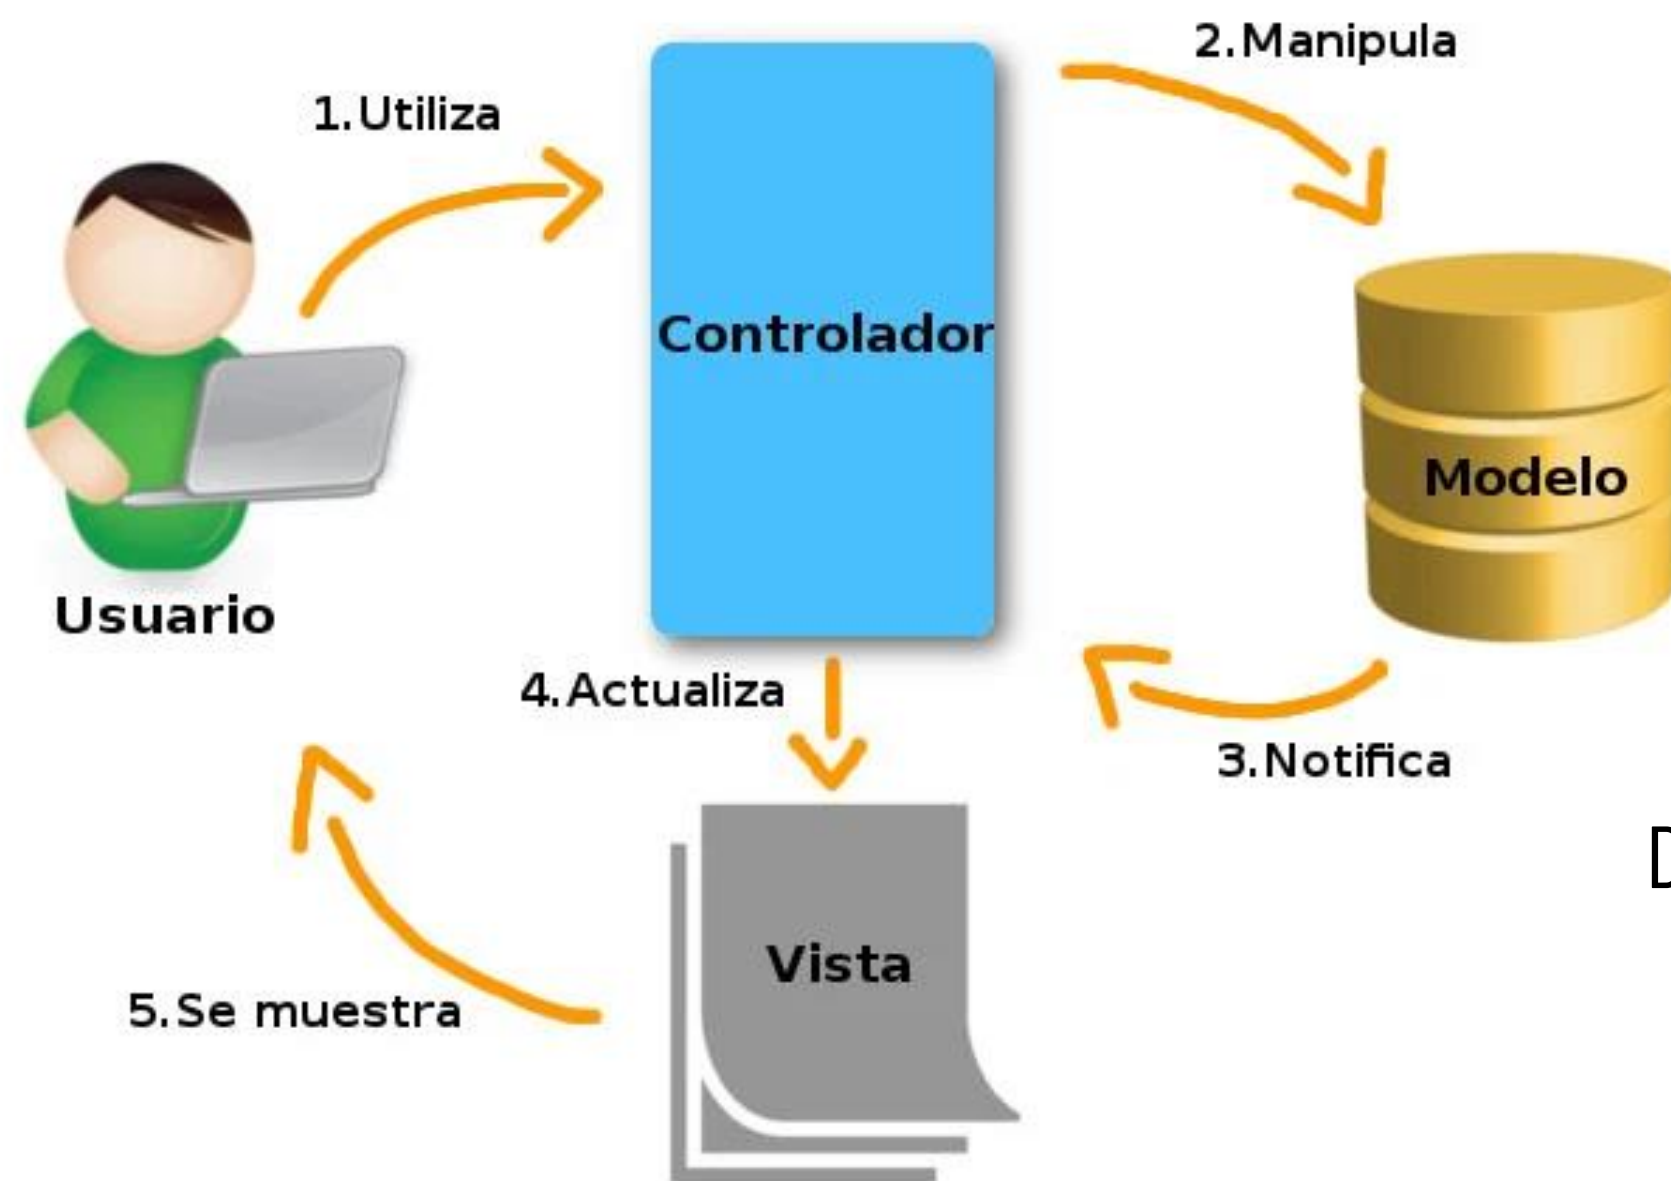 1.Utiliza
2.Manipula
Controlador
Modelo
Usuario
4.Actualiza
3.Notifica
Vista
5.Se muestra